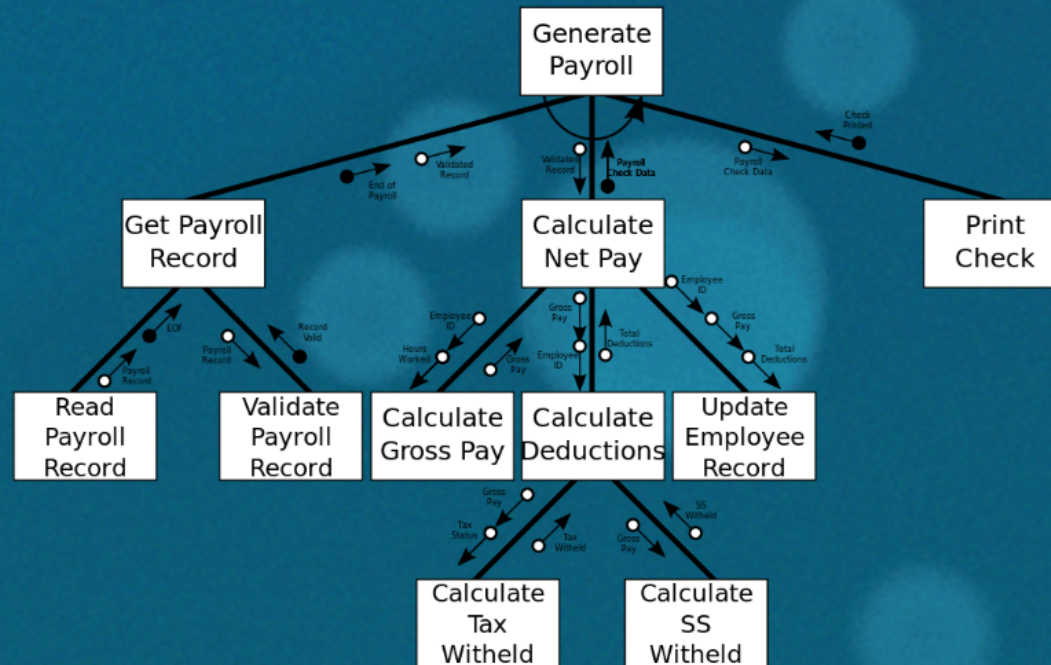 Generate
Payroll
Check
Printed
Validated
Record
End of
Payroll
Validated
Record
Payroll
Check Data
Payroll
Check Data
Get Payroll
Record
Calculate
Net Pay
Print
Check
EOF
Payroll
Record
Payroll
Record
Record
Valid
Employee
ID
Hours
Worked
Gross
Pay
Gross
Pay
Employee
ID
Total
Deductions
Employee
ID
Gross
Pay
Total
Deductions
Read
Payroll
Record
Validate
Payroll
Record
Calculate
Gross Pay
Calculate
Deductions
Update
Employee
Record
Gross
Pay
Tax
Status
Tax
Witheld
Gross
Pay
SS
Witheld
Calculate
Tax
Witheld
Calculate
SS
Witheld